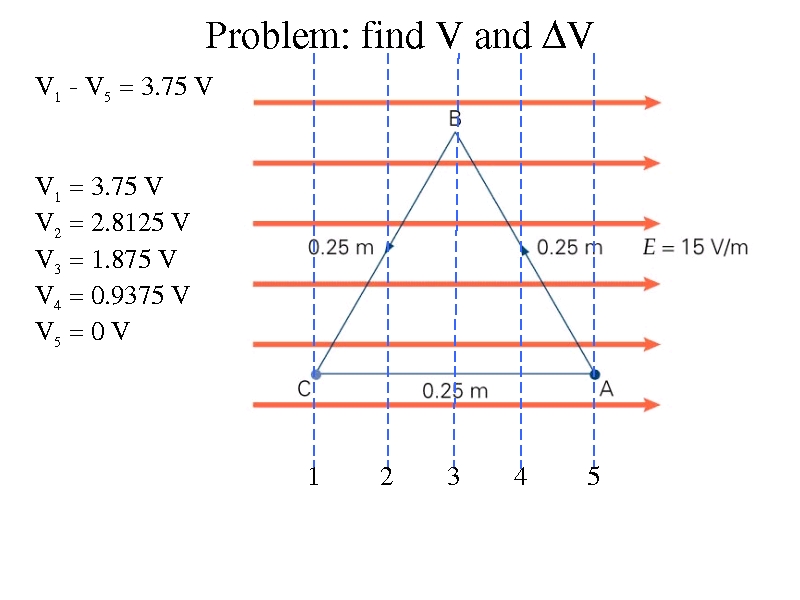 Problem: find V and ΔV
V₁ - V₅ = 3.75 V
B
V₁ = 3.75 V
V₂ = 2.8125 V
V₃ = 1.875 V
V₄ = 0.9375 V
V₅ = 0 V
0.25 m
0.25 m
E = 15 V/m
C
0.25 m
A
1 2 3 4 5